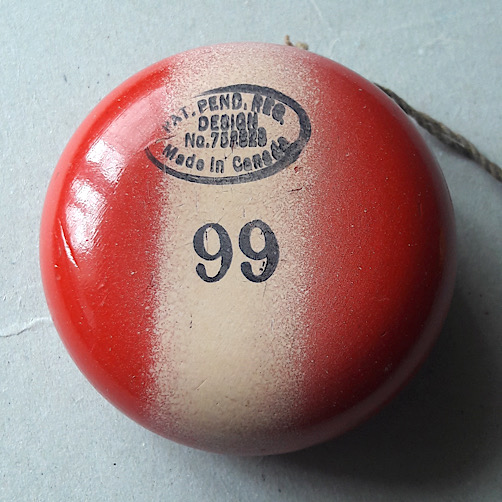 PAT. PEND. REG.
DESIGN
Made in Canada
99